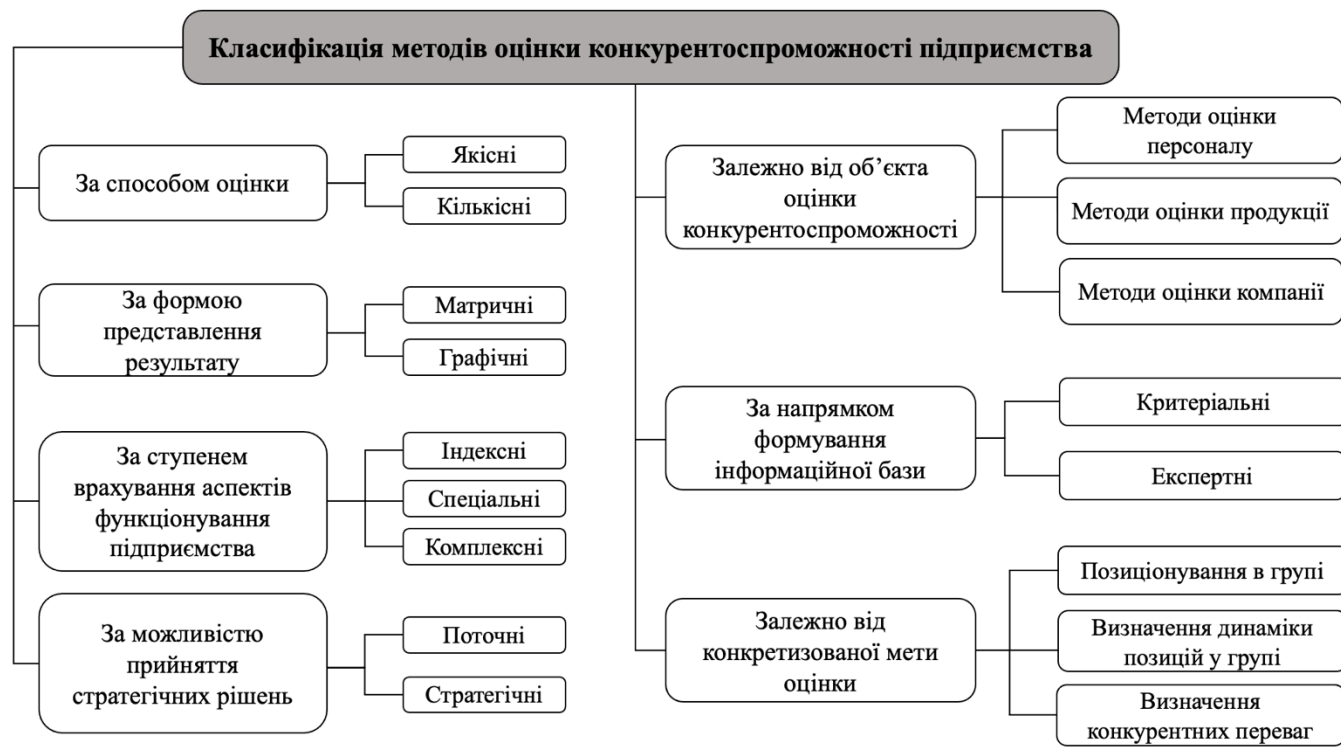 Класифікація методів оцінки конкурентоспроможності підприємства
За способом оцінки
Якісні
Кількісні
За формою
представлення
результату
Матричні
Графічні
За ступенем
врахування аспектів
функціонування
підприємства
Індексні
Спеціальні
Комплексні
За можливістю
прийняття
стратегічних рішень
Поточні
Стратегічні
Залежно від об’єкта
оцінки
конкурентоспроможності
Методи оцінки
персоналу
Методи оцінки продукції
Методи оцінки компанії
За напрямком
формування
інформаційної бази
Критеріальні
Експертні
Залежно від
конкретизованої мети
оцінки
Позиціонування в групі
Визначення динаміки
позицій у групі
Визначення
конкурентних переваг